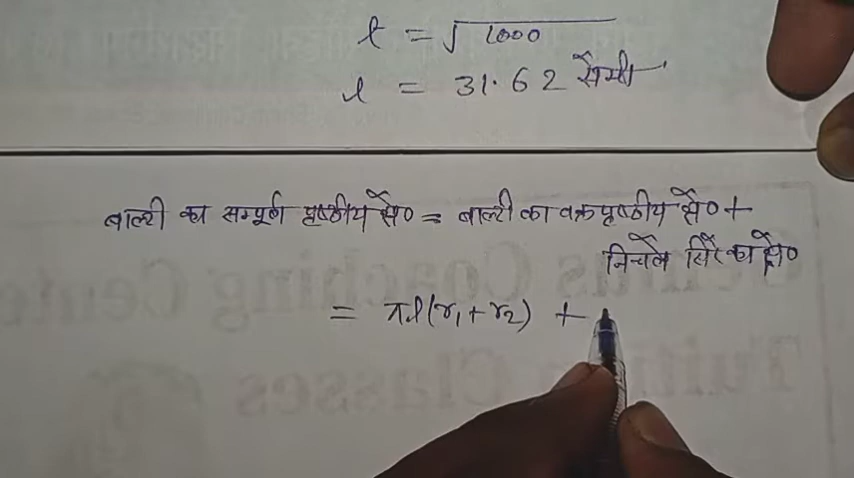 l = √1000
l = 31.62 सेमी
बाल्टी का सम्पूर्ण पृष्ठीय क्षे० = बाल्टी का वक्रपृष्ठीय क्षे० +
निचले सिरे का क्षे०
= πl(r₁+r₂) +